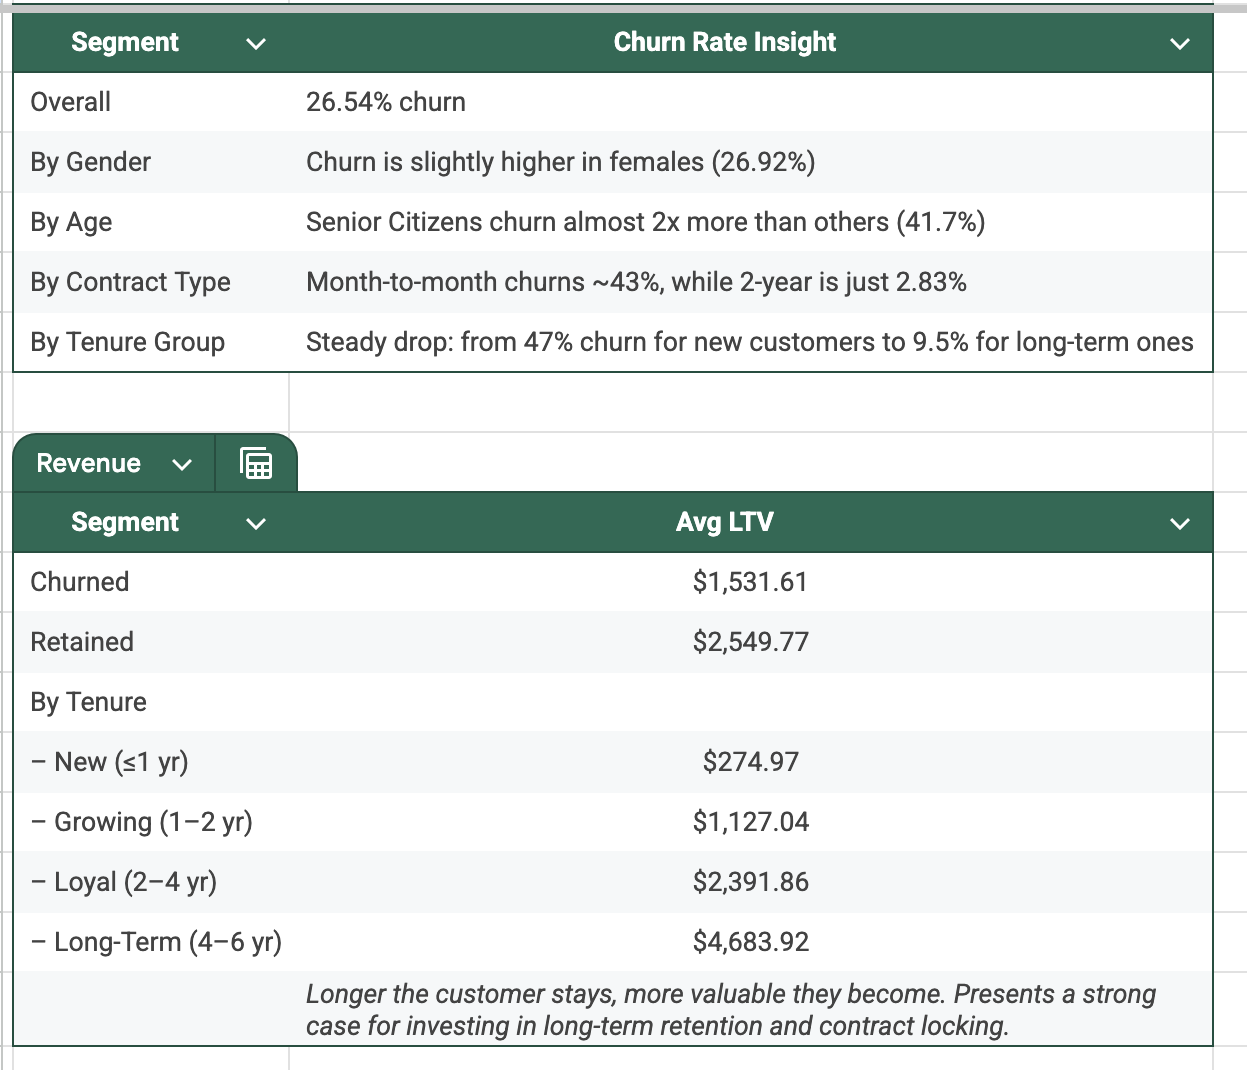 Segment Churn Rate Insight
Overall 26.54% churn
By Gender Churn is slightly higher in females (26.92%)
By Age Senior Citizens churn almost 2x more than others (41.7%)
By Contract Type Month-to-month churns ~43%, while 2-year is just 2.83%
By Tenure Group Steady drop: from 47% churn for new customers to 9.5% for long-term ones
Revenue
Segment Avg LTV
Churned $1,531.61
Retained $2,549.77
By Tenure
– New (≤1 yr) $274.97
– Growing (1–2 yr) $1,127.04
– Loyal (2–4 yr) $2,391.86
– Long-Term (4–6 yr) $4,683.92
Longer the customer stays, more valuable they become. Presents a strong
case for investing in long-term retention and contract locking.